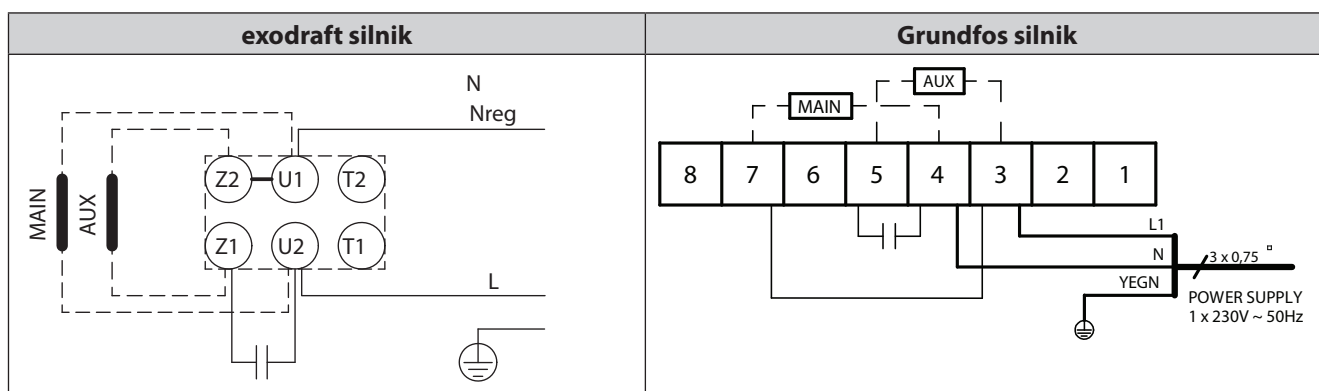 exodraft silnik
N
Nreg
Z2 U1 T2
MAIN
AUX
Z1 U2 T1
L
Grundfos silnik
AUX
MAIN
8 7 6 5 4 3 2 1
L1
N
3 x 0,75 □
YEGN
POWER SUPPLY
1 x 230V ~ 50Hz